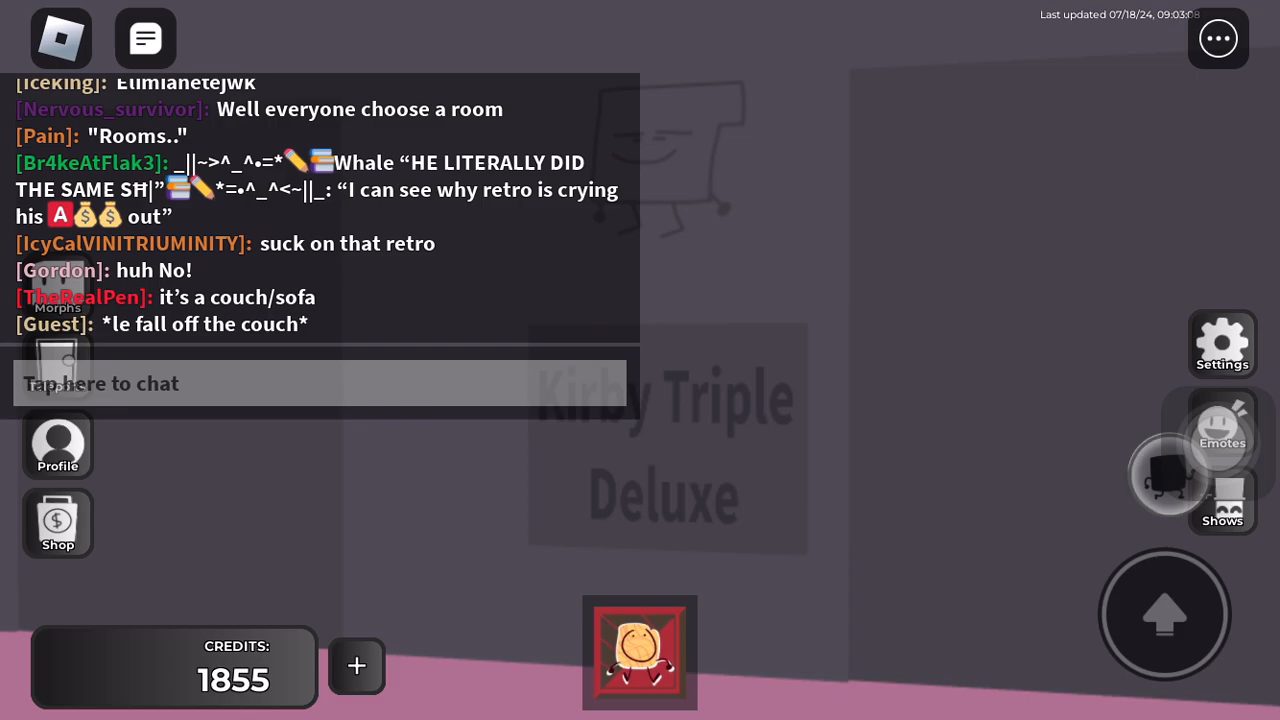 Last updated 07/18/24, 09:03:08
[Iceking]: Elimianetejwk
[Nervous_survivor]: Well everyone choose a room
[Pain]: "Rooms.."
[Br4keAtFlak3]: _||~>^_^•=*✏️📚Whale “HE LITERALLY DID
THE SAME SĦ|”📚✏️*=•^_^<~||_: “I can see why retro is crying
his 🅰️💰💰 out”
[IcyCalVINITRIUMINITY]: suck on that retro
[Gordon]: huh No!
[TheRealPen]: it’s a couch/sofa
[Guest]: *le fall off the couch*
Morphs
Tap here to chat
Profile
Shop
Kirby Triple
Deluxe
Settings
Emotes
Shows
CREDITS:
1855
+